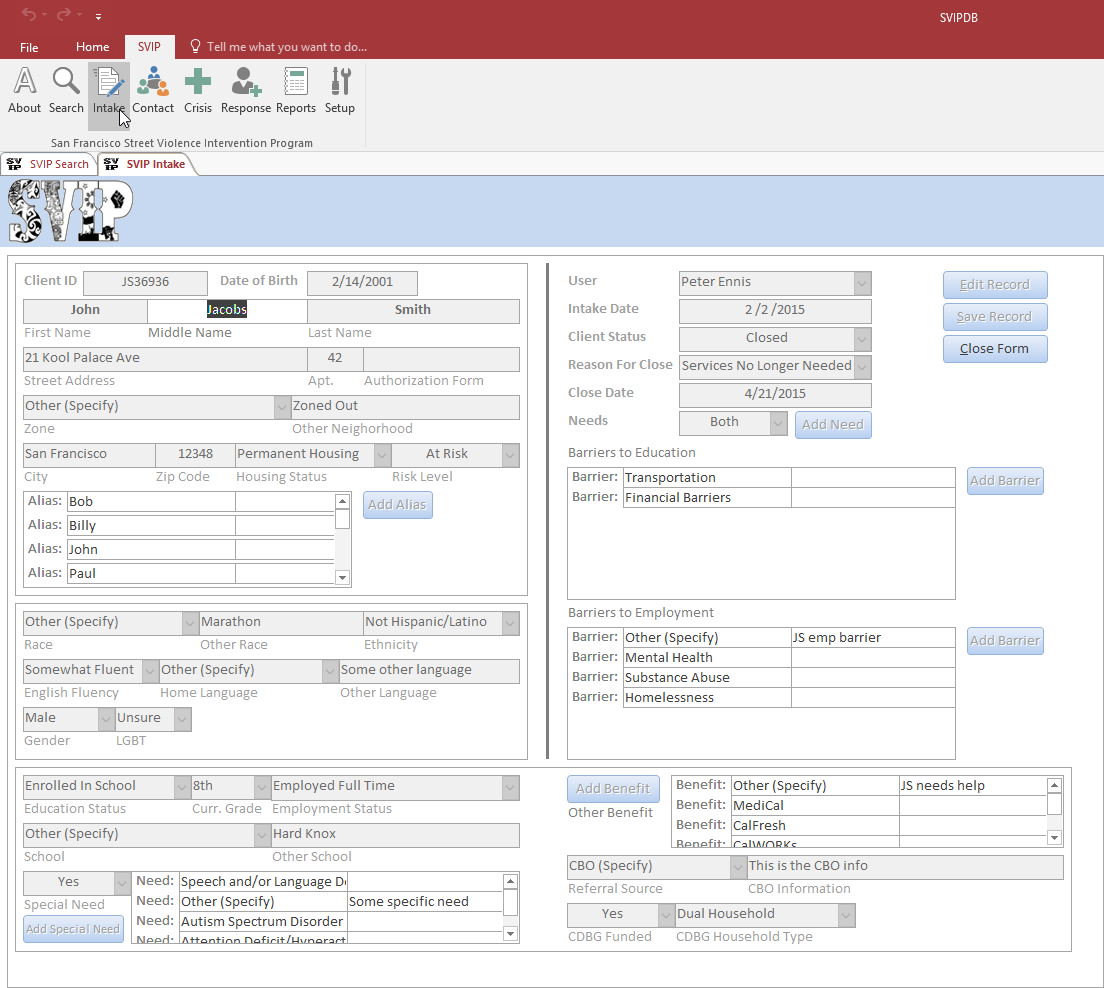 SVIPDB
File Home SVIP Tell me what you want to do...
About Search Intake Contact Crisis Response Reports Setup
San Francisco Street Violence Intervention Program
SVIP SVIP Search SVIP SVIP Intake
SVIP
Client ID JS36936 Date of Birth 2/14/2001
John Jacobs Smith
First Name Middle Name Last Name
21 Kool Palace Ave 42
Street Address Apt. Authorization Form
Other (Specify) Zoned Out
Zone Other Neighorhood
San Francisco 12348 Permanent Housing At Risk
City Zip Code Housing Status Risk Level
Alias: Bob Add Alias
Alias: Billy
Alias: John
Alias: Paul
Other (Specify) Marathon Not Hispanic/Latino
Race Other Race Ethnicity
Somewhat Fluent Other (Specify) Some other language
English Fluency Home Language Other Language
Male Unsure
Gender LGBT
User Peter Ennis Edit Record
Intake Date 2 /2 /2015 Save Record
Client Status Closed Close Form
Reason For Close Services No Longer Needed
Close Date 4/21/2015
Needs Both Add Need
Barriers to Education
Barrier: Transportation Add Barrier
Barrier: Financial Barriers
Barriers to Employment
Barrier: Other (Specify) JS emp barrier Add Barrier
Barrier: Mental Health
Barrier: Substance Abuse
Barrier: Homelessness
Enrolled In School 8th Employed Full Time
Education Status Curr. Grade Employment Status
Other (Specify) Hard Knox
School Other School
Yes Need: Speech and/or Language D
Special Need Need: Other (Specify) Some specific need
Add Special Need Need: Autism Spectrum Disorder
Need: Attention Deficit/Hyperact
Add Benefit Benefit: Other (Specify) JS needs help
Other Benefit Benefit: MediCal
Benefit: CalFresh
Benefit: CalWORKs
CBO (Specify) This is the CBO info
Referral Source CBO Information
Yes Dual Household
CDBG Funded CDBG Household Type